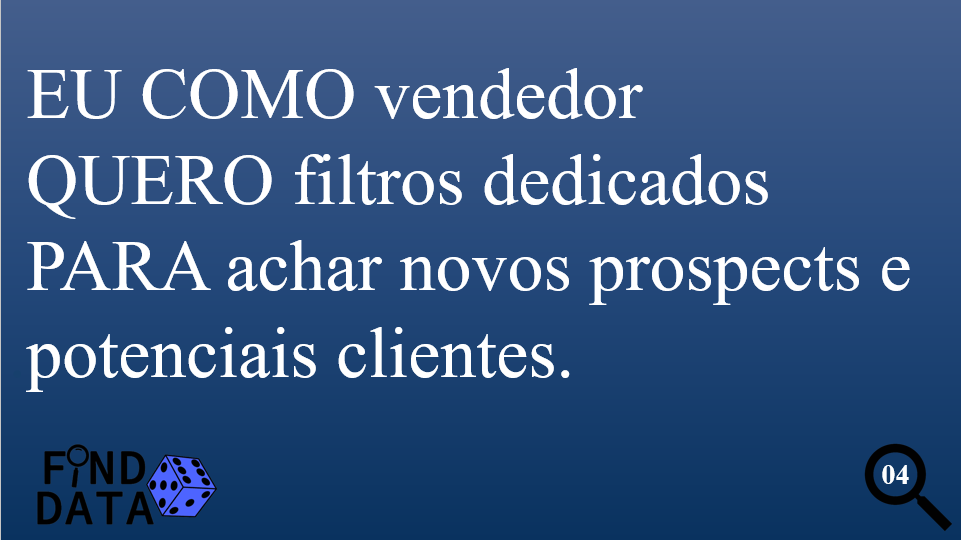 EU COMO vendedor
QUERO filtros dedicados
PARA achar novos prospects e
potenciais clientes.
FIND
DATA
04